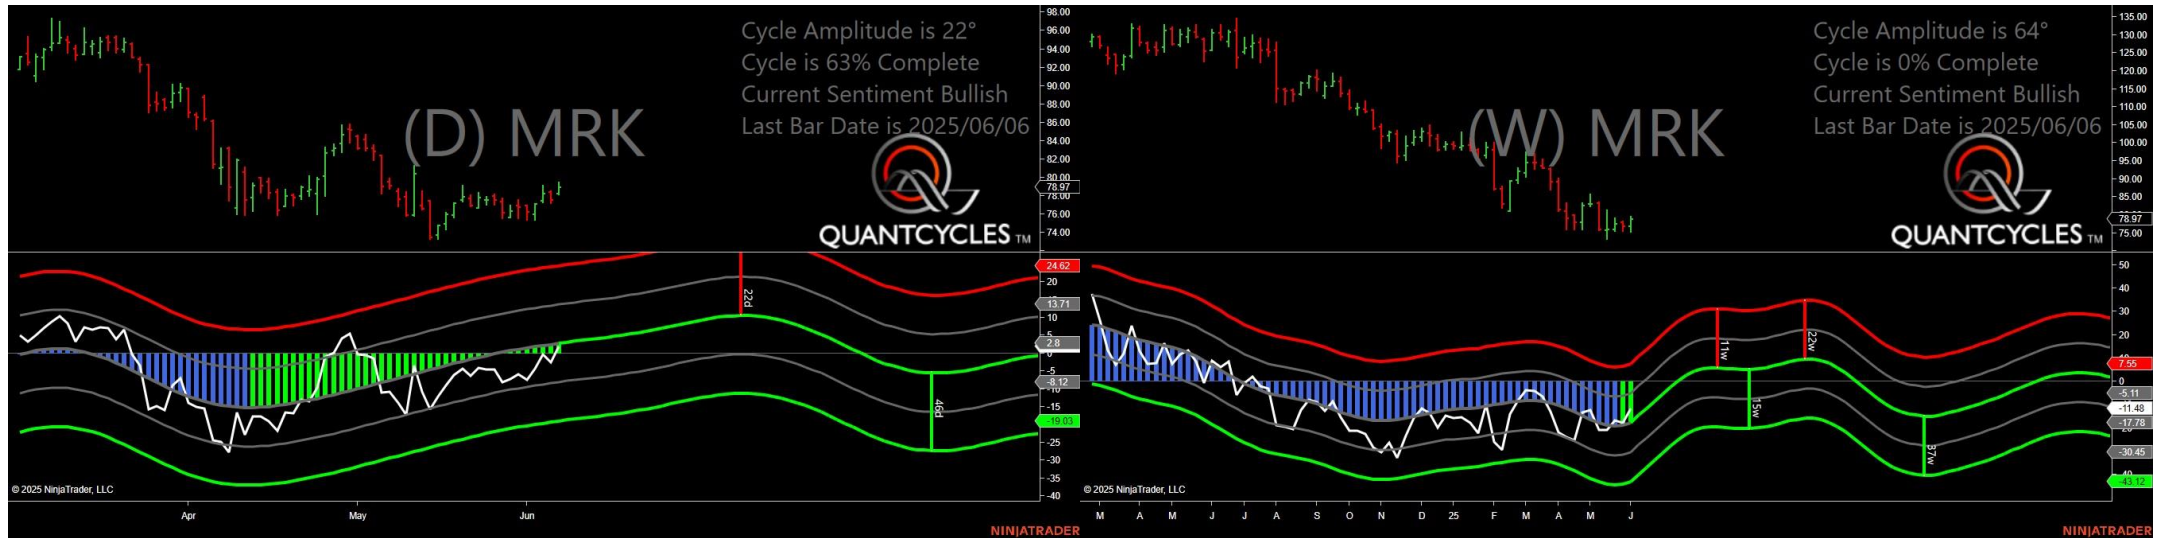 Cycle Amplitude is 22°
Cycle is 63% Complete
Current Sentiment Bullish
Last Bar Date is 2025/06/06
(D) MRK
QUANTCYCLES TM
98.00
96.00
94.00
92.00
90.00
88.00
86.00
84.00
82.00
80.00
78.97
78.00
76.00
74.00
22d
46d
24.62
20
13.71
10
5
2.8
0
-5
-8.12
-15
-19.03
-25
-30
-35
-40
© 2025 NinjaTrader, LLC
Apr May Jun
NINJATRADER
Cycle Amplitude is 64°
Cycle is 0% Complete
Current Sentiment Bullish
Last Bar Date is 2025/06/06
(W) MRK
QUANTCYCLES TM
135.00
130.00
125.00
120.00
115.00
110.00
105.00
100.00
95.00
90.00
85.00
78.97
75.00
11w
22w
15w
37w
50
40
30
20
7.55
0
-5.11
-11.48
-17.78
-30.45
-43.12
© 2025 NinjaTrader, LLC
M A M J J A S O N D 25 F M A M J
NINJATRADER